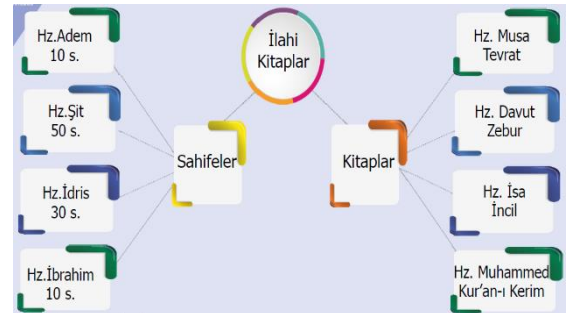 İlahi
Kitaplar
Sahifeler
Hz.Adem
10 s.
Hz.Şit
50 s.
Hz.İdris
30 s.
Hz.İbrahim
10 s.
Kitaplar
Hz. Musa
Tevrat
Hz. Davut
Zebur
Hz. İsa
İncil
Hz. Muhammed
Kur'an-ı Kerim